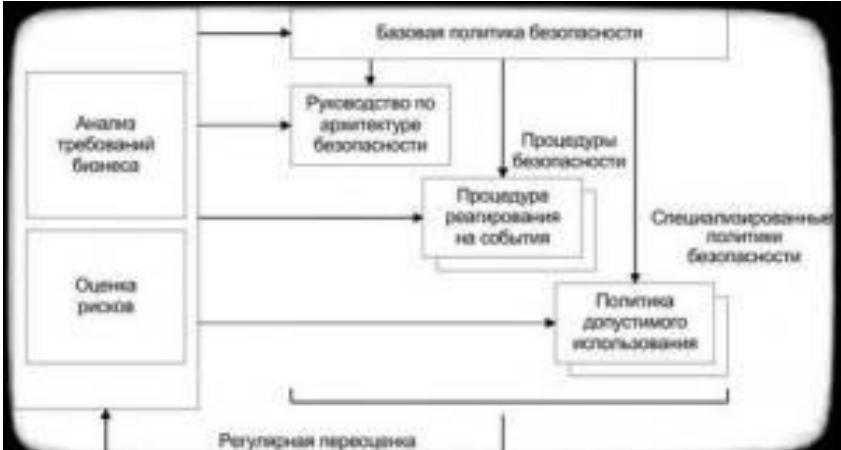 Базовая политика безопасности
Руководство по
архитектуре
безопасности
Анализ
требований
бизнеса
Процедуры
безопасности
Процедура
реагирования
на события
Специализированные
политики
безопасности
Оценка
рисков
Политика
допустимого
использования
Регулярная переоценка